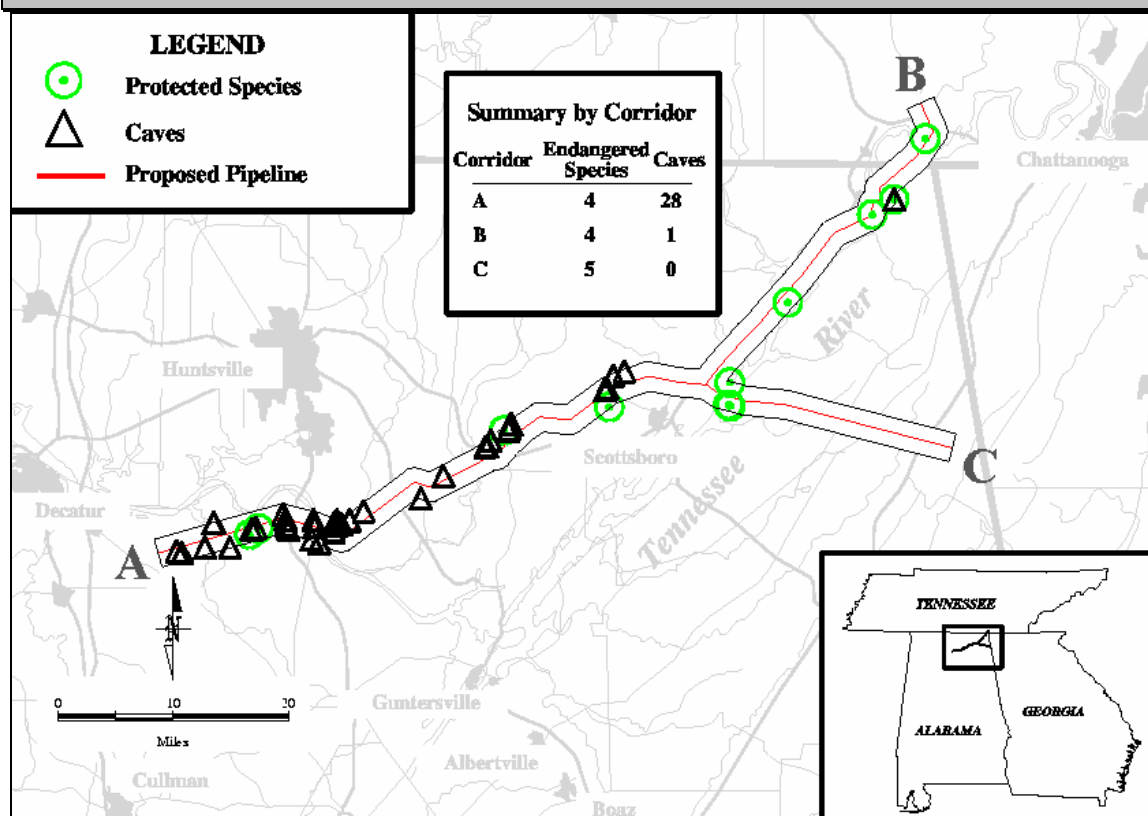 LEGEND
Protected Species
Caves
Proposed Pipeline
Summary by Corridor
Corridor Endangered Species Caves
A 4 28
B 4 1
C 5 0
B
Chattanooga
River
Huntsville
Scottsboro
C
Tennessee
Decatur
A
N
0 10 20
Miles
Guntersville
Albertville
Cullman
Boaz
TENNESSEE
ALABAMA
GEORGIA